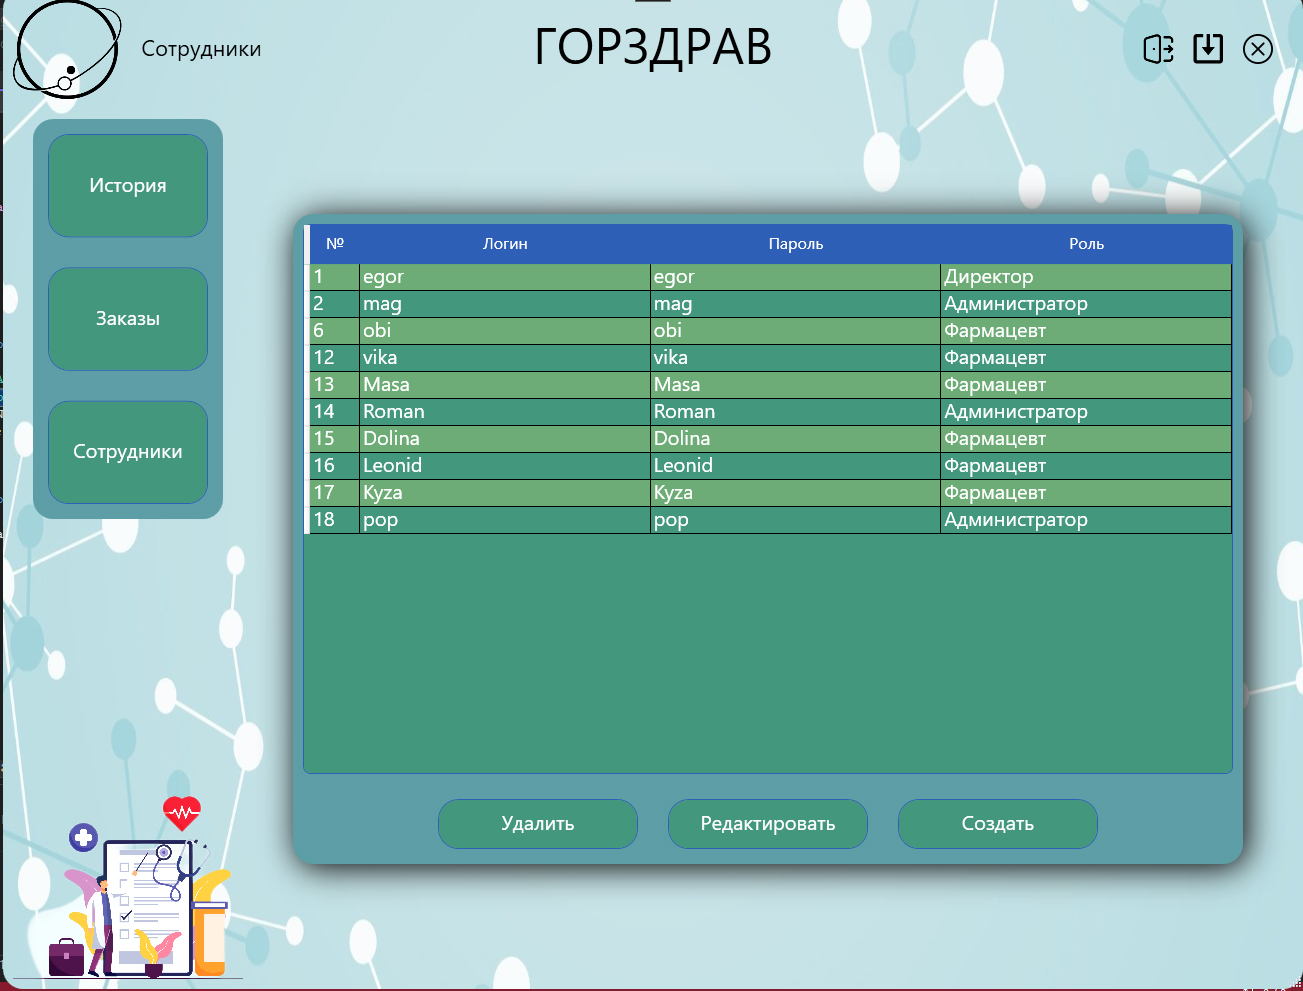 Сотрудники
ГОРЗДРАВ
История
Заказы
Сотрудники
№ Логин Пароль Роль
1 egor egor Директор
2 mag mag Администратор
6 obi obi Фармацевт
12 vika vika Фармацевт
13 Masa Masa Фармацевт
14 Roman Roman Администратор
15 Dolina Dolina Фармацевт
16 Leonid Leonid Фармацевт
17 Kyza Kyza Фармацевт
18 pop pop Администратор
Удалить Редактировать Создать